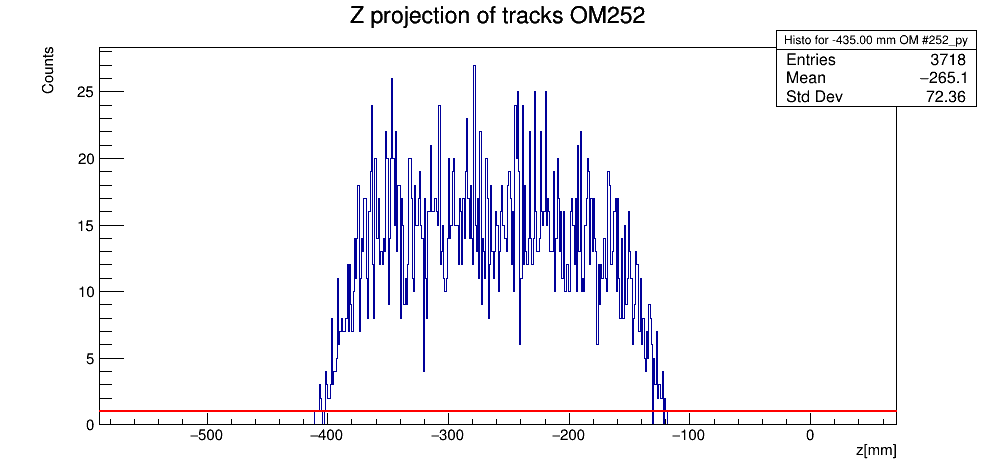 Z projection of tracks OM252
Histo for -435.00 mm OM #252_py
Entries 3718
Mean −265.1
Std Dev 72.36
Counts
25
20
15
10
5
0
−500 −400 −300 −200 −100 0
z[mm]